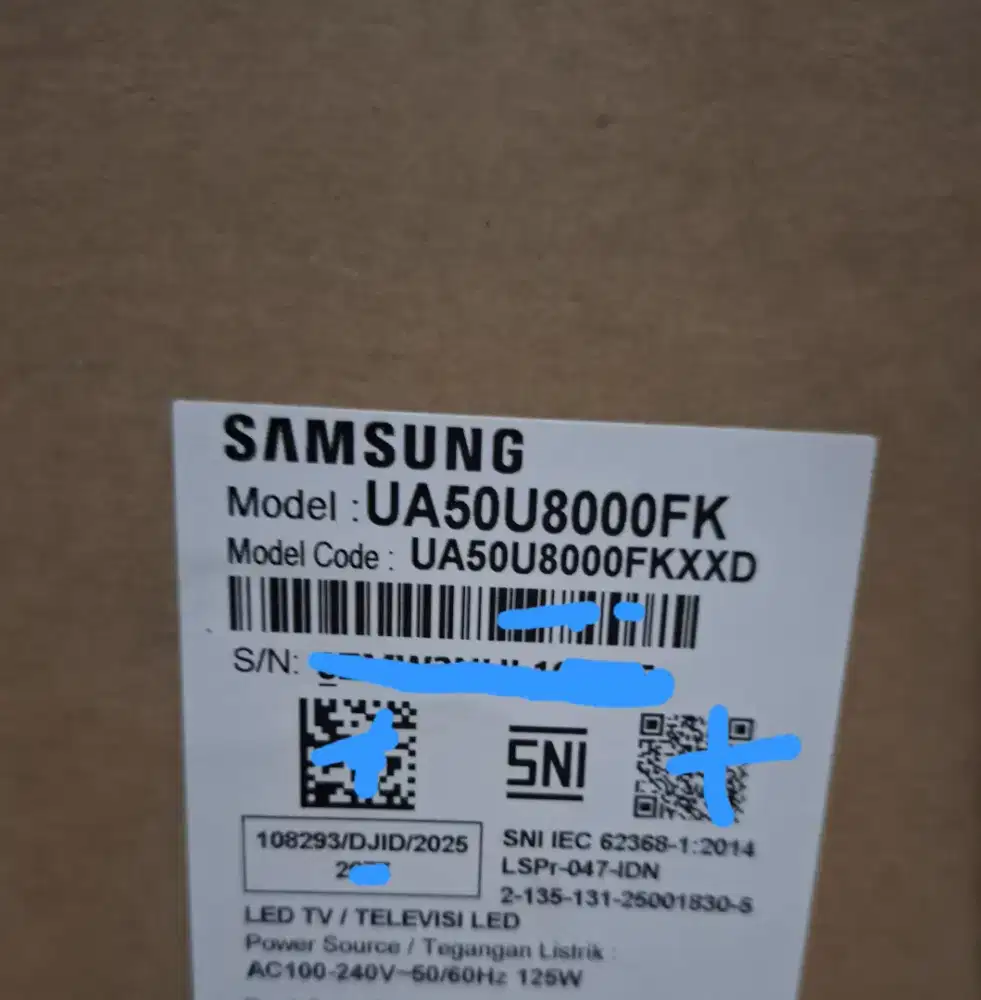 SAMSUNG
Model : UA50U8000FK
Model Code : UA50U8000FKXXD
S/N:
SNI
108293/DJID/2025
SNI IEC 62368-1:2014
LSPr-047-IDN
2-135-131-25001830-5
LED TV / TELEVISI LED
Power Source / Tegangan Listrik :
AC100-240V~50/60Hz 125W